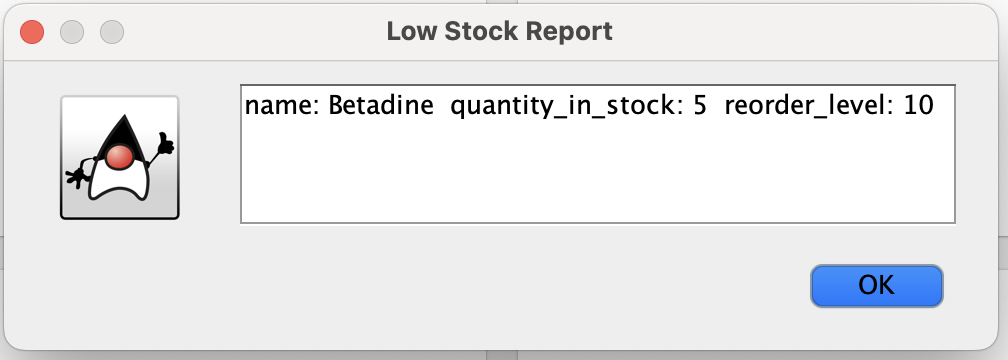 Low Stock Report
name: Betadine  quantity_in_stock: 5  reorder_level: 10
OK